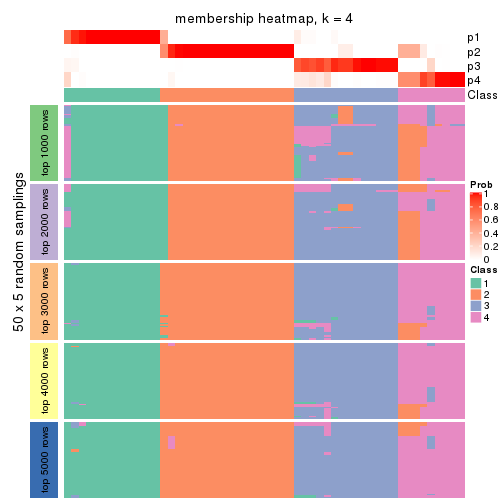 membership heatmap, k = 4
p1
p2
p3
p4
Class
50 x 5 random samplings
top 1000 rows
top 2000 rows
top 3000 rows
top 4000 rows
top 5000 rows
Prob
1
0.8
0.6
0.4
0.2
0
Class
1
2
3
4